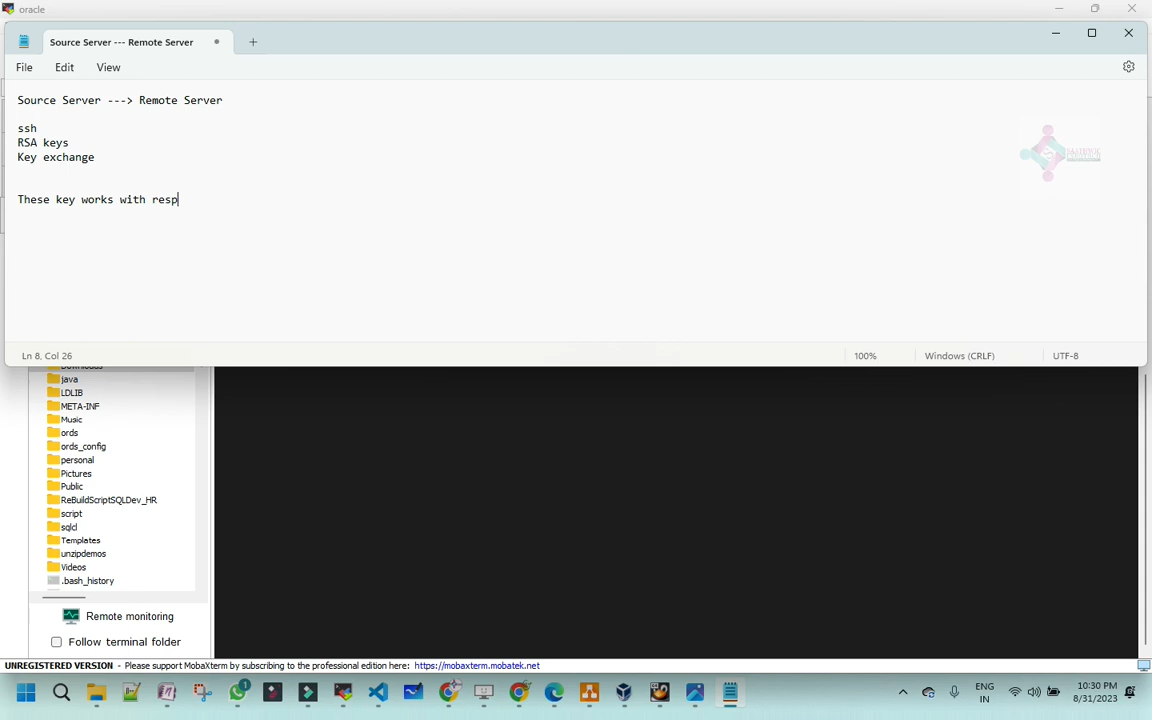 oracle
Source Server --- Remote Server
File Edit View
Source Server ---> Remote Server
ssh
RSA keys
Key exchange
These key works with resp
Ln 8, Col 26 100% Windows (CRLF) UTF-8
Downloads
java
LDLIB
META-INF
Music
ords
ords_config
personal
Pictures
Public
ReBuildScriptSQLDev_HR
script
sqlcl
Templates
unzipdemos
Videos
.bash_history
Remote monitoring
Follow terminal folder
UNREGISTERED VERSION - Please support MobaXterm by subscribing to the professional edition here: https://mobaxterm.mobatek.net
1
ENG
IN
10:30 PM
8/31/2023